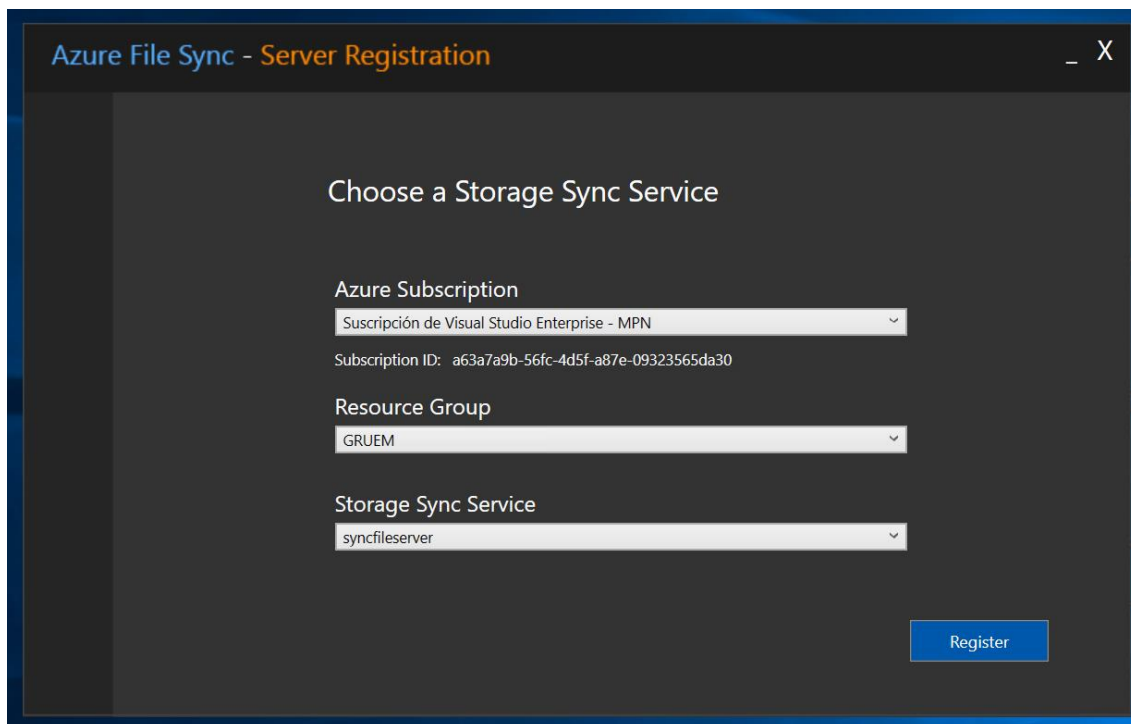 Azure File Sync - Server Registration
_ X
Choose a Storage Sync Service
Azure Subscription
Suscripción de Visual Studio Enterprise - MPN
Subscription ID: a63a7a9b-56fc-4d5f-a87e-09323565da30
Resource Group
GRUEM
Storage Sync Service
syncfileserver
Register